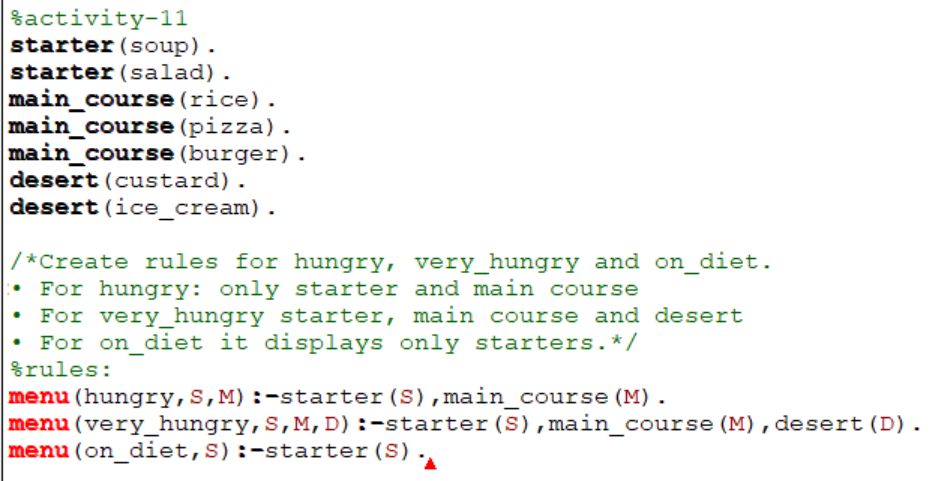 %activity-11
starter(soup).
starter(salad).
main_course(rice).
main_course(pizza).
main_course(burger).
desert(custard).
desert(ice_cream).
/*Create rules for hungry, very_hungry and on_diet.
• For hungry: only starter and main course
• For very_hungry starter, main course and desert
• For on_diet it displays only starters.*/
%rules:
menu(hungry,S,M):-starter(S),main_course(M).
menu(very_hungry,S,M,D):-starter(S),main_course(M),desert(D).
menu(on_diet,S):-starter(S).